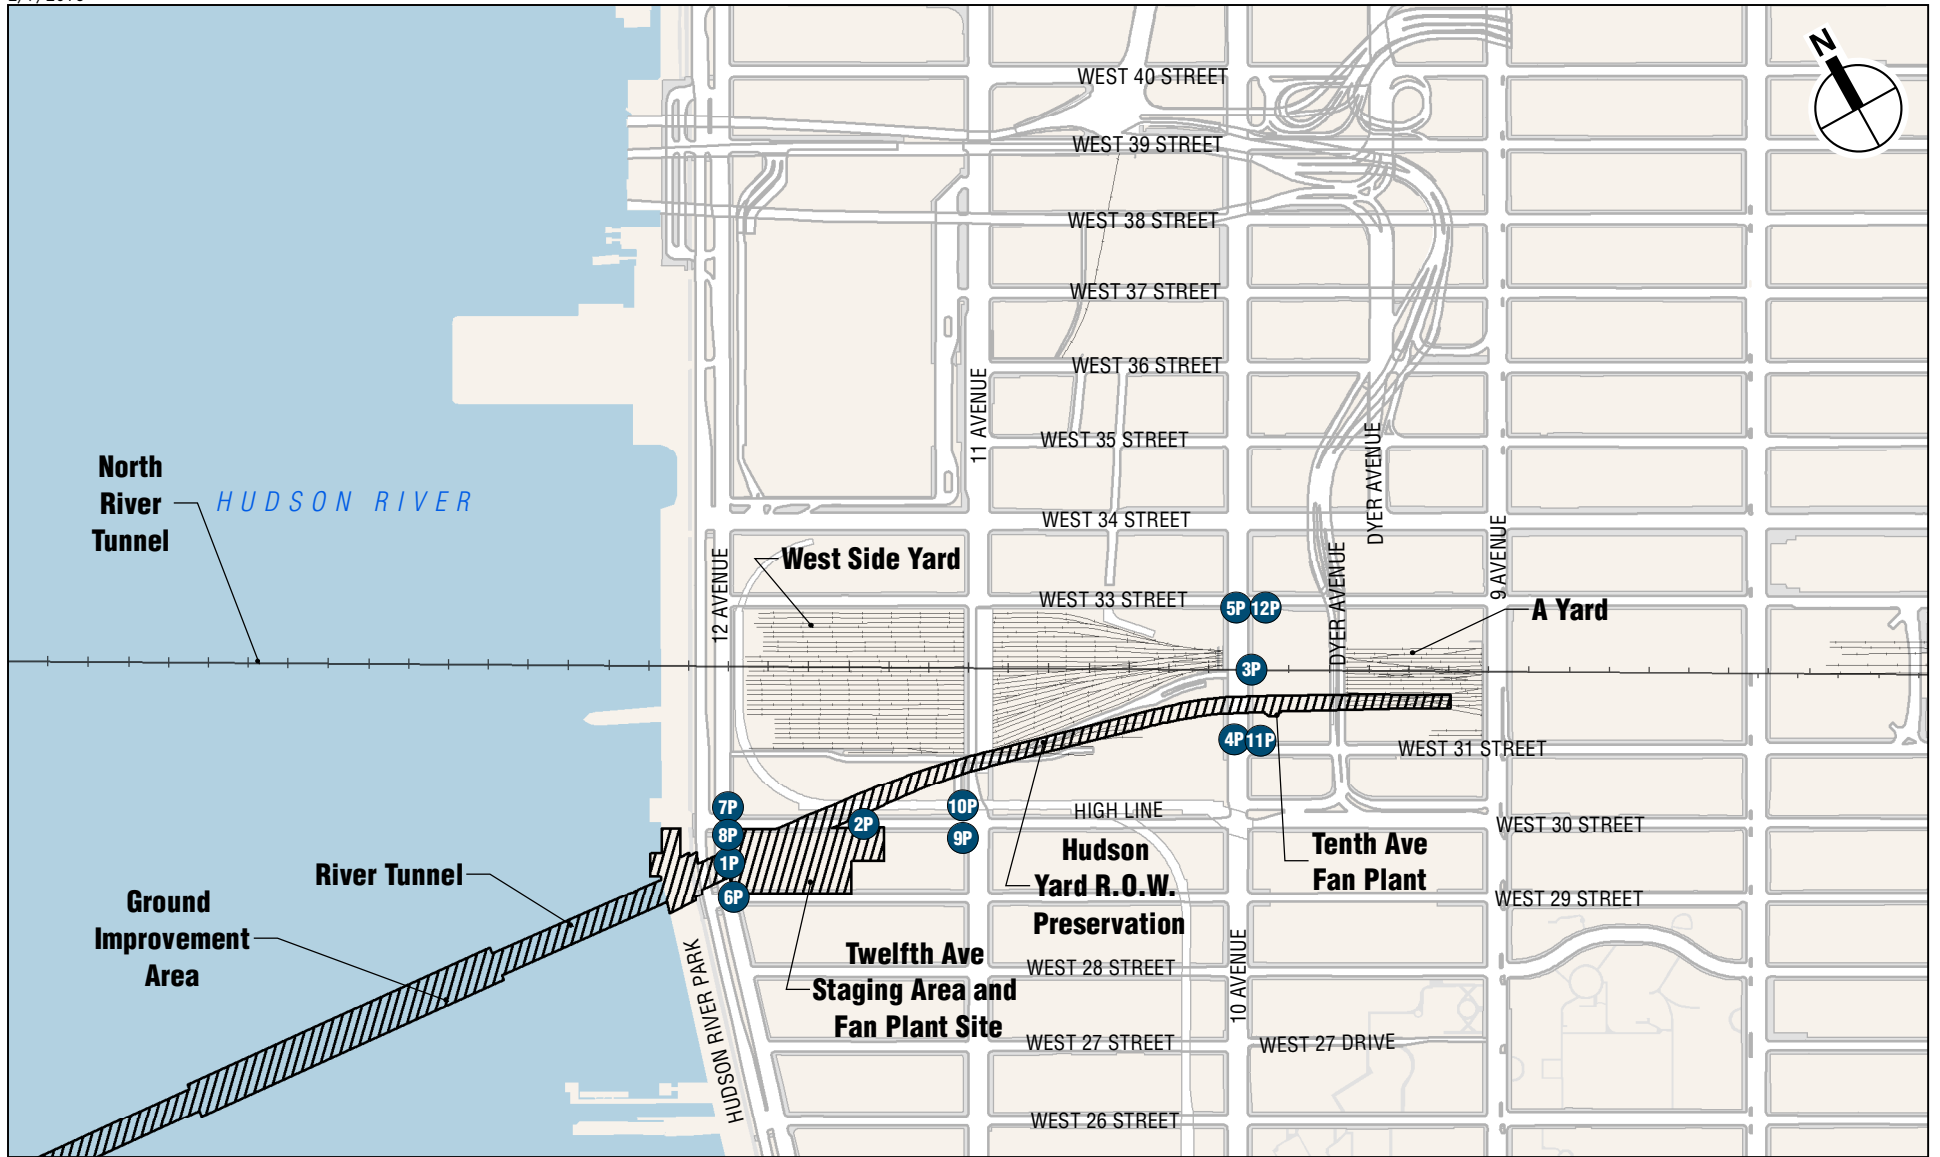 N
WEST 40 STREET
WEST 39 STREET
WEST 38 STREET
WEST 37 STREET
WEST 36 STREET
11 AVENUE
WEST 35 STREET
DYER AVENUE
North
River
Tunnel
HUDSON RIVER
WEST 34 STREET
9 AVENUE
12 AVENUE
West Side Yard
DYER AVENUE
WEST 33 STREET
5P
12P
A Yard
3P
4P
11P
WEST 31 STREET
7P
10P
HIGH LINE
2P
8P
9P
WEST 30 STREET
1P
6P
River Tunnel
Hudson
Yard R.O.W.
Preservation
Tenth Ave
Fan Plant
WEST 29 STREET
Ground
Improvement
Area
HUDSON RIVER PARK
Twelfth Ave
Staging Area and
Fan Plant Site
WEST 28 STREET
10 AVENUE
WEST 27 STREET
WEST 27 DRIVE
WEST 26 STREET